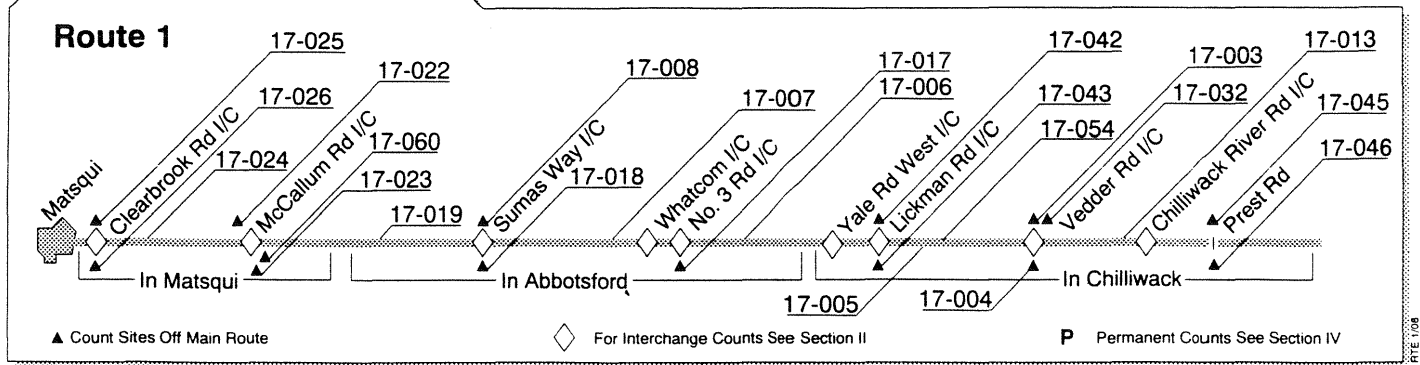 Route 1
17-025
17-042
17-013
17-022
17-008
17-017
17-003
17-026
17-007
17-006
17-043
17-032
17-045
17-024
17-060
17-054
17-046
17-023
17-018
17-019
Matsqui
Clearbrook Rd I/C
McCallum Rd I/C
Sumas Way I/C
Whatcom I/C
No. 3 Rd I/C
Yale Rd West I/C
Lickman Rd I/C
Vedder Rd I/C
Chilliwack River Rd I/C
Prest Rd
In Matsqui
In Abbotsford
In Chilliwack
17-005
17-004
▲ Count Sites Off Main Route
◇ For Interchange Counts See Section II
P Permanent Counts See Section IV
RTE 1/08